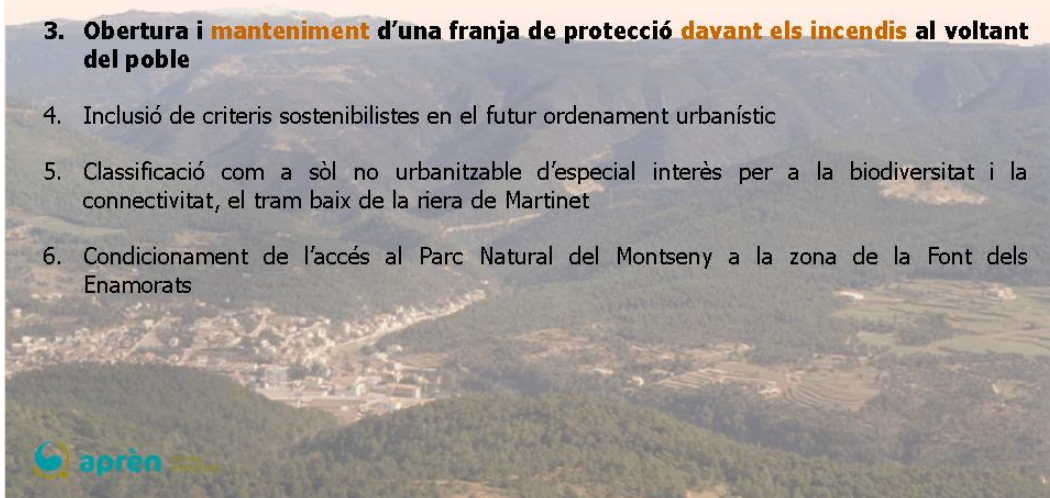 3. Obertura i manteniment d'una franja de protecció davant els incendis al voltant
del poble
4. Inclusió de criteris sostenibilistes en el futur ordenament urbanístic
5. Classificació com a sòl no urbanitzable d'especial interès per a la biodiversitat i la
connectivitat, el tram baix de la riera de Martinet
6. Condicionament de l'accés al Parc Natural del Montseny a la zona de la Font dels
Enamorats
aprèn